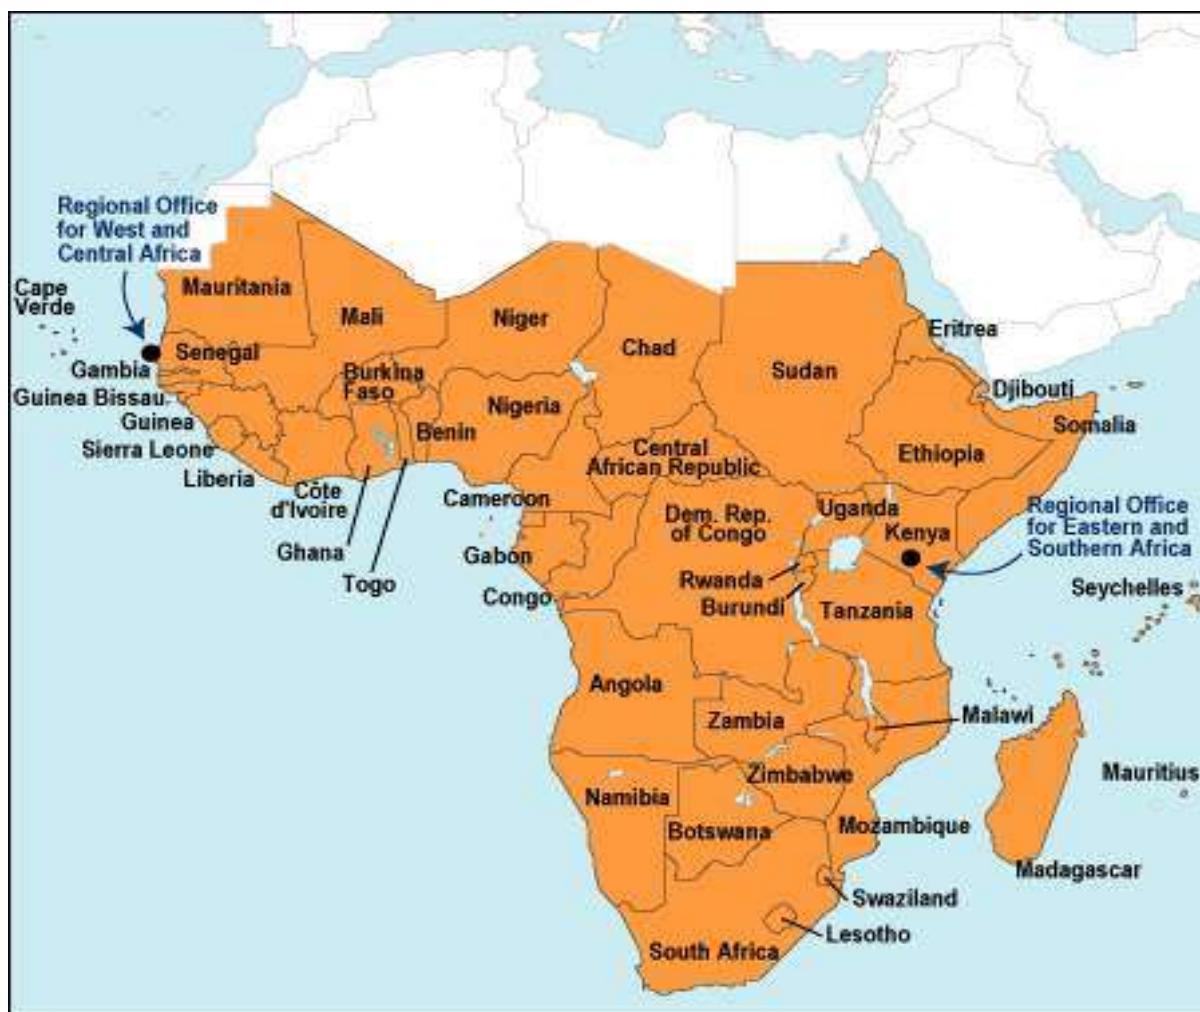 Regional Office
for West and
Central Africa
Cape
Verde
Mauritania
Mali
Niger
Chad
Sudan
Eritrea
Senegal
Gambia
Burkina
Faso
Djibouti
Guinea Bissau
Nigeria
Somalia
Guinea
Benin
Sierra Leone
Central
African Republic
Ethiopia
Liberia
Côte
d'Ivoire
Cameroon
Uganda
Regional Office
for Eastern and
Southern Africa
Dem. Rep.
of Congo
Kenya
Ghana
Gabon
Togo
Rwanda
Congo
Burundi
Tanzania
Seychelles
Angola
Zambia
Malawi
Zimbabwe
Mauritius
Namibia
Botswana
Mozambique
Madagascar
Swaziland
Lesotho
South Africa